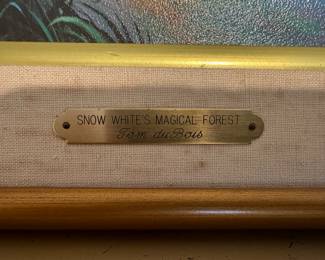 SNOW WHITE'S MAGICAL FOREST
Tom duBois